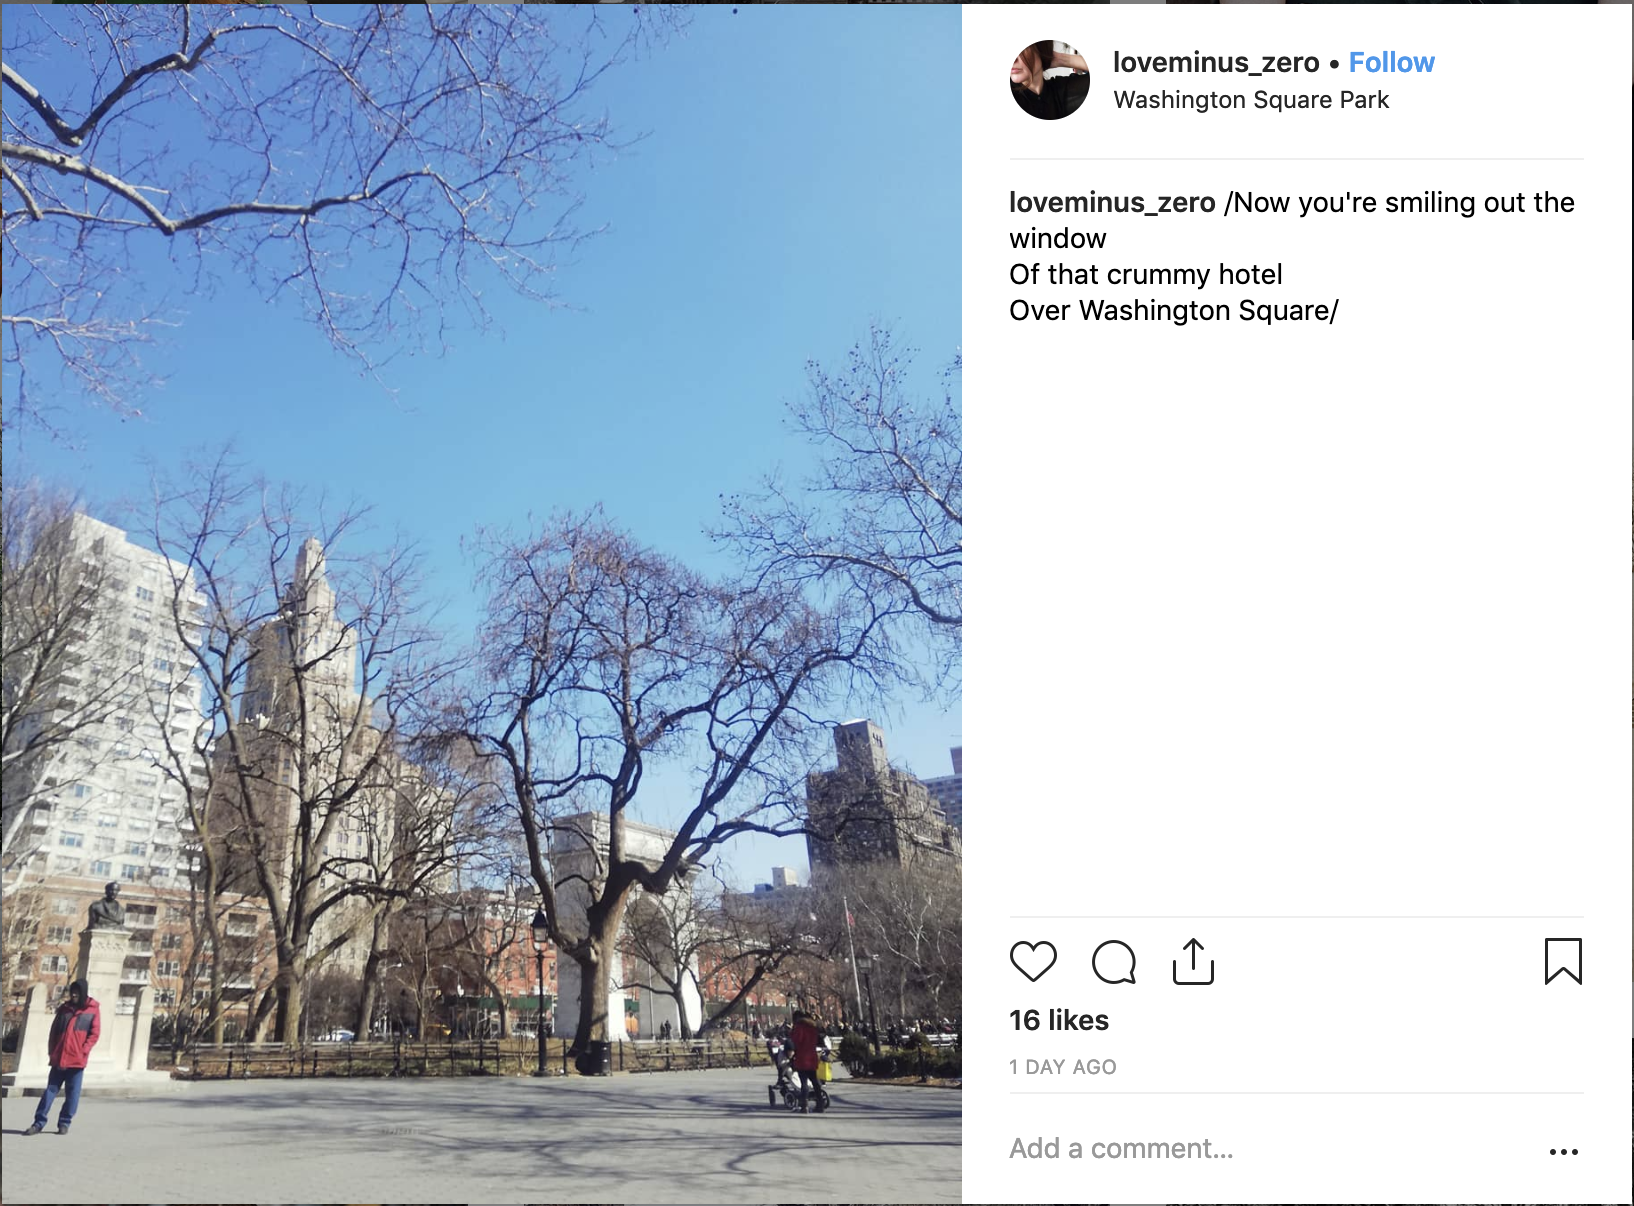 loveminus_zero • Follow
Washington Square Park
loveminus_zero /Now you're smiling out the
window
Of that crummy hotel
Over Washington Square/
16 likes
1 DAY AGO
Add a comment...